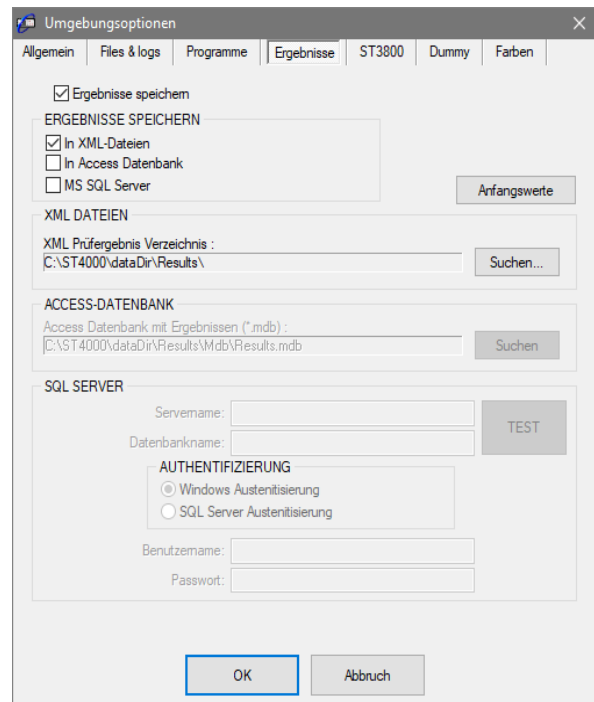 Umgebungsoptionen
Allgemein Files & logs Programme Ergebnisse ST3800 Dummy Farben
Ergebnisse speichern
ERGEBNISSE SPEICHERN
In XML-Dateien
In Access Datenbank
MS SQL Server
Anfangswerte
XML DATEIEN
XML Prüfergebnis Verzeichnis :
C:\ST4000\dataDir\Results\
Suchen...
ACCESS-DATENBANK
Access Datenbank mit Ergebnissen (*.mdb) :
C:\ST4000\dataDir\Results\Mdb\Results.mdb
Suchen
SQL SERVER
Servername:
TEST
Datenbankname:
AUTHENTIFIZIERUNG
Windows Austenitisierung
SQL Server Austenitisierung
Benutzername:
Passwort:
OK Abbruch